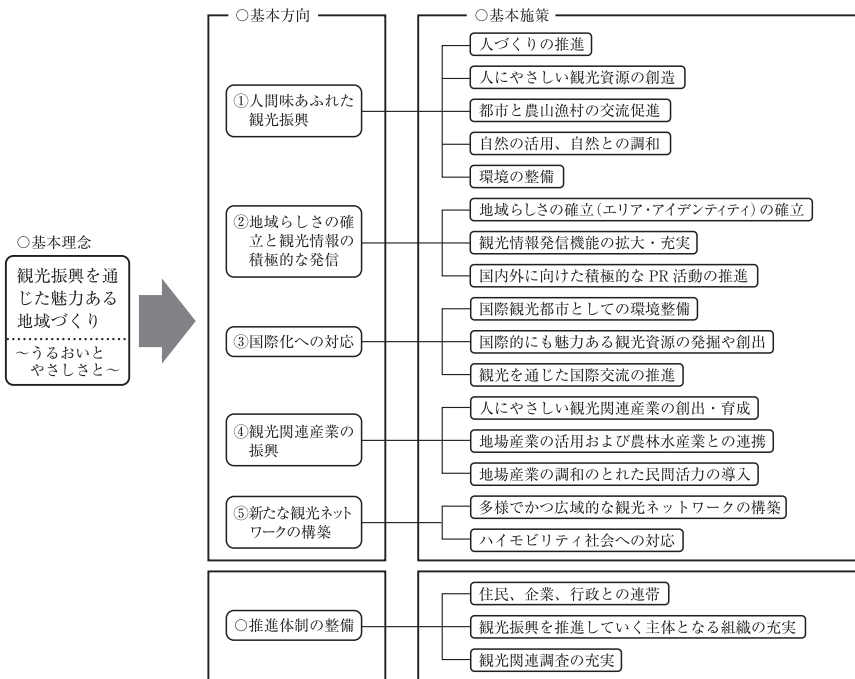 ○基本理念
観光振興を通
じた魅力ある
地域づくり
～うるおいと
やさしさと～
○基本方向
①人間味あふれた
観光振興
②地域らしさの確
立と観光情報の
積極的な発信
③国際化への対応
④観光関連産業の
振興
⑤新たな観光ネット
ワークの構築
○推進体制の整備
○基本施策
人づくりの推進
人にやさしい観光資源の創造
都市と農山漁村の交流促進
自然の活用、自然との調和
環境の整備
地域らしさの確立（エリア・アイデンティティ）の確立
観光情報発信機能の拡大・充実
国内外に向けた積極的な PR 活動の推進
国際観光都市としての環境整備
国際的にも魅力ある観光資源の発掘や創出
観光を通じた国際交流の推進
人にやさしい観光関連産業の創出・育成
地場産業の活用および農林水産業との連携
地場産業の調和のとれた民間活力の導入
多様でかつ広域的な観光ネットワークの構築
ハイモビリティ社会への対応
住民、企業、行政との連帯
観光振興を推進していく主体となる組織の充実
観光関連調査の充実